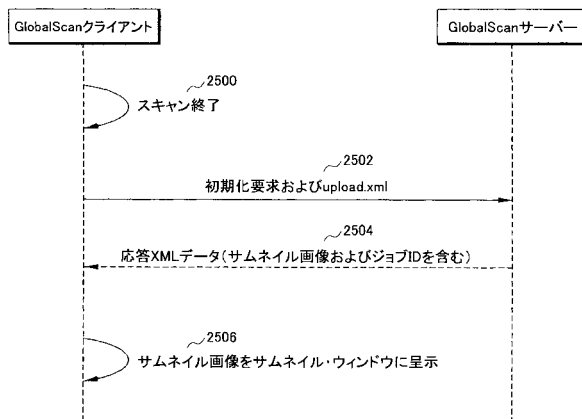 GlobalScanクライアント
GlobalScanサーバー
2500
スキャン終了
2502
初期化要求およびupload.xml
2504
応答XMLデータ(サムネイル画像およびジョブIDを含む)
2506
サムネイル画像をサムネイル・ウィンドウに呈示